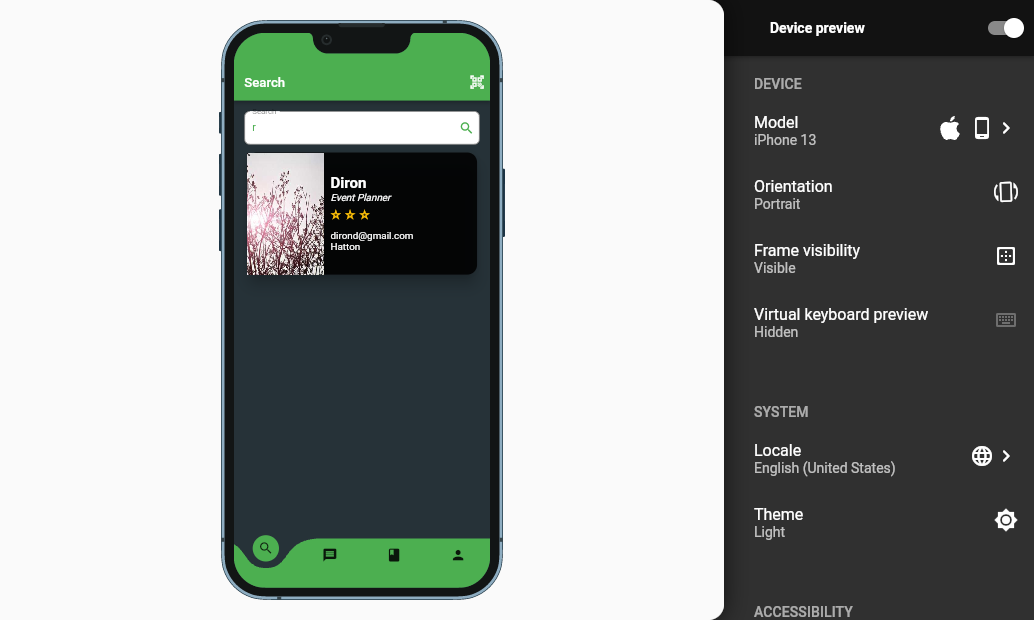 Search
Search
r
Diron
Event Planner
dirond@gmail.com
Hatton
Device preview
DEVICE
Model
iPhone 13
Orientation
Portrait
Frame visibility
Visible
Virtual keyboard preview
Hidden
SYSTEM
Locale
English (United States)
Theme
Light
ACCESSIBILITY